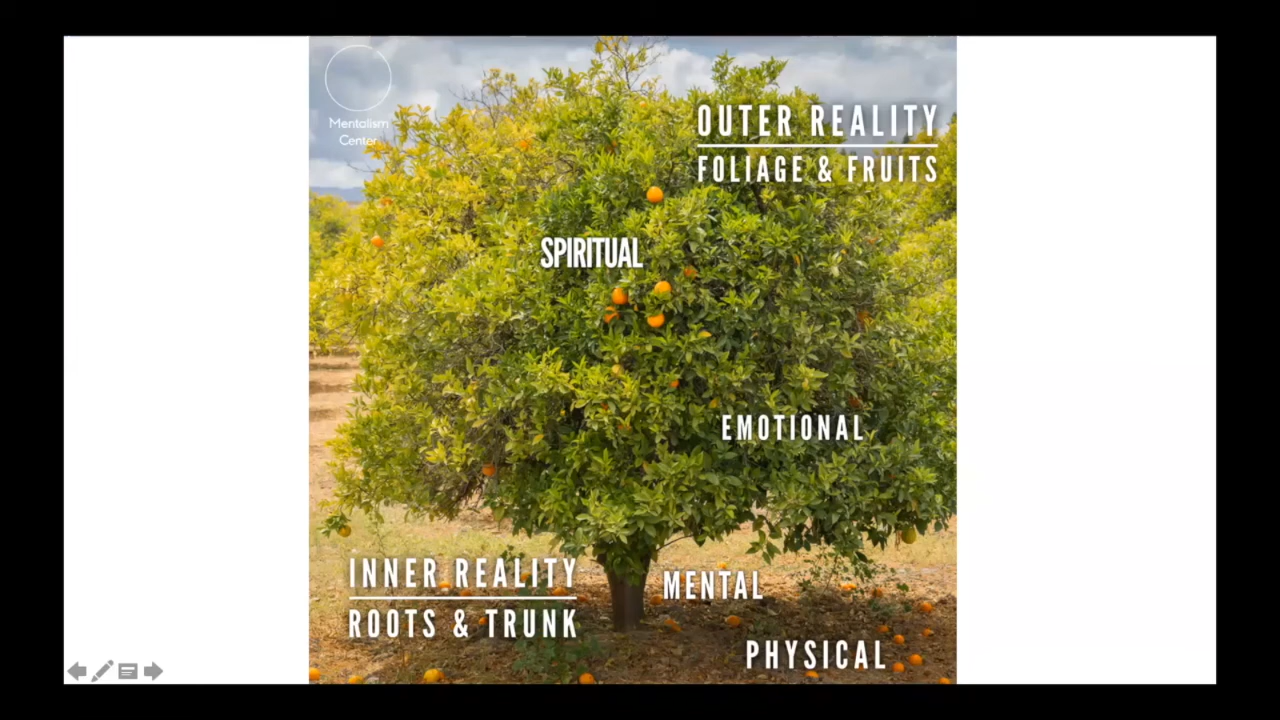 Mentalism
Center
OUTER REALITY
FOLIAGE & FRUITS
SPIRITUAL
EMOTIONAL
INNER REALITY
ROOTS & TRUNK
MENTAL
PHYSICAL